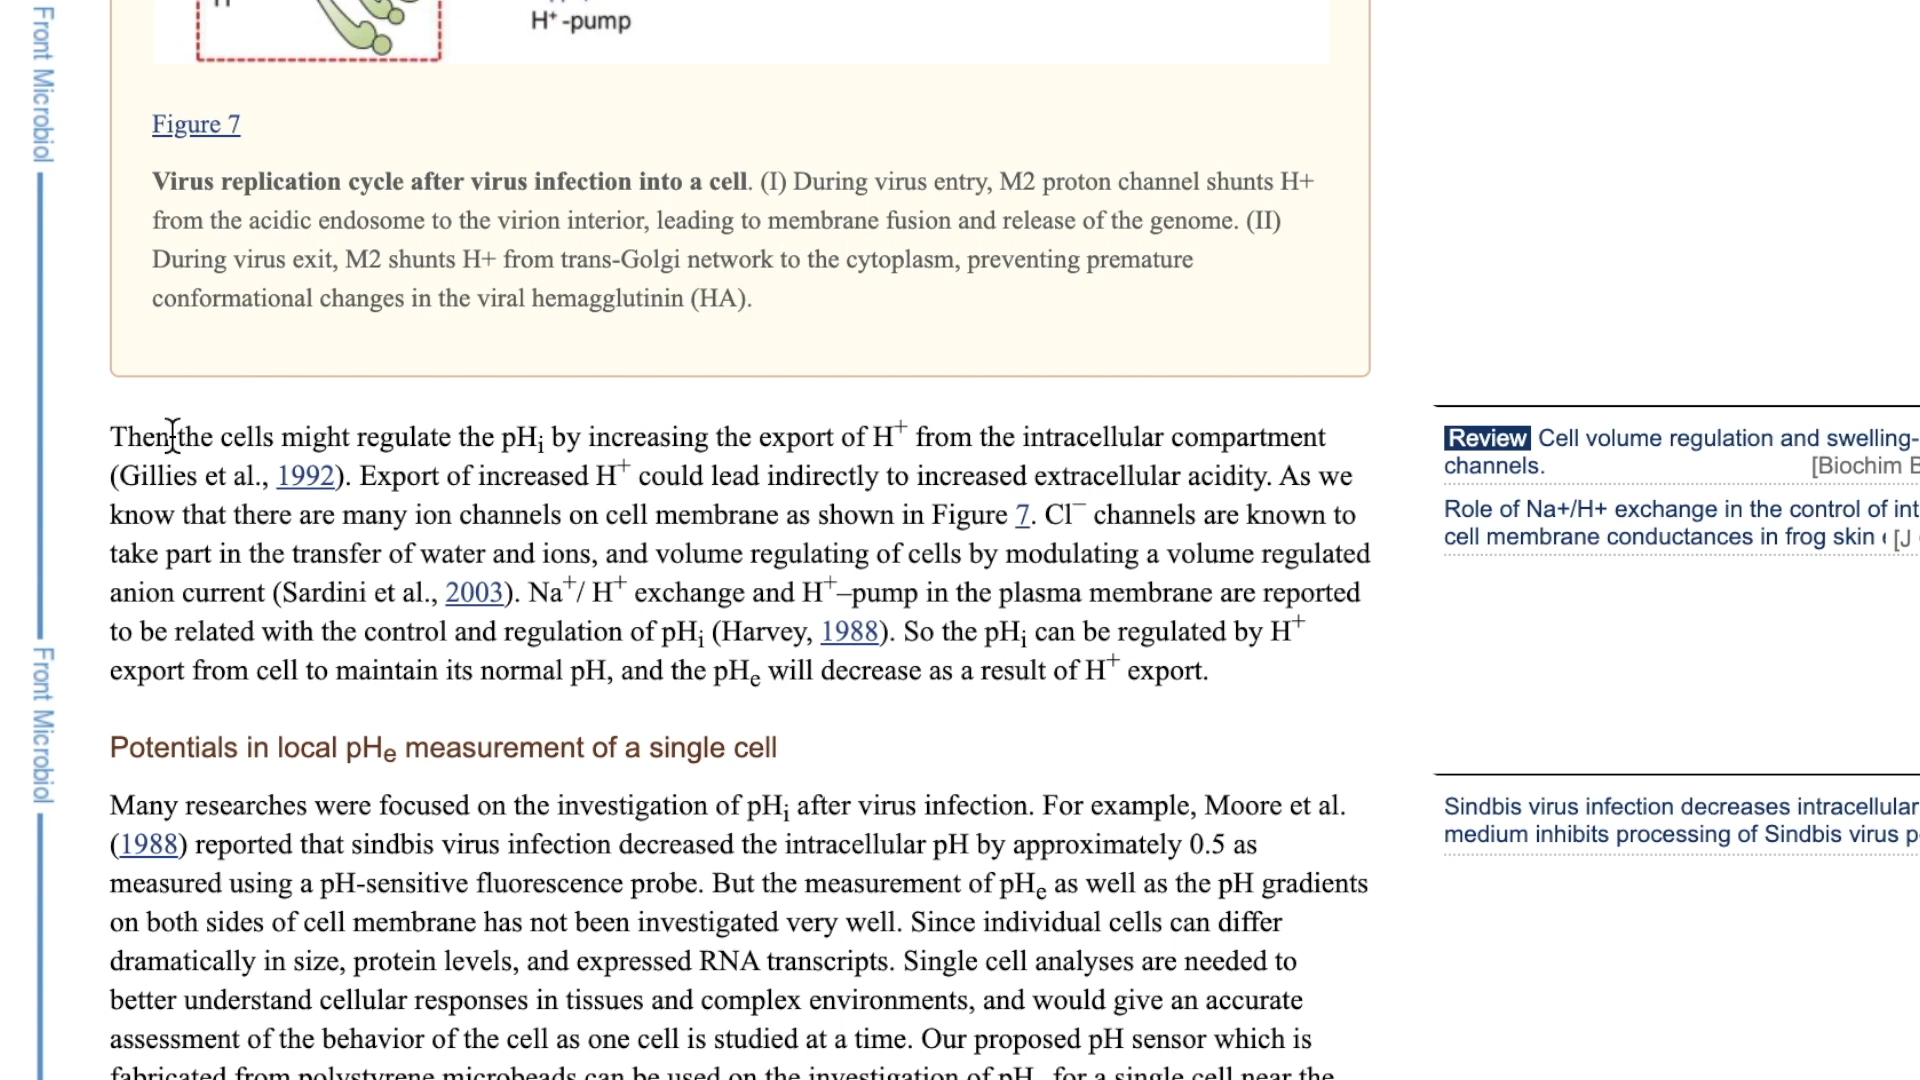 Front Microbiol
Front Microbiol
H⁺ -pump
Figure 7
Virus replication cycle after virus infection into a cell. (I) During virus entry, M2 proton channel shunts H+
from the acidic endosome to the virion interior, leading to membrane fusion and release of the genome. (II)
During virus exit, M2 shunts H+ from trans-Golgi network to the cytoplasm, preventing premature
conformational changes in the viral hemagglutinin (HA).
Then the cells might regulate the pHᵢ by increasing the export of H⁺ from the intracellular compartment
(Gillies et al., 1992). Export of increased H⁺ could lead indirectly to increased extracellular acidity. As we
know that there are many ion channels on cell membrane as shown in Figure 7. Cl⁻ channels are known to
take part in the transfer of water and ions, and volume regulating of cells by modulating a volume regulated
anion current (Sardini et al., 2003). Na⁺/ H⁺ exchange and H⁺–pump in the plasma membrane are reported
to be related with the control and regulation of pHᵢ (Harvey, 1988). So the pHᵢ can be regulated by H⁺
export from cell to maintain its normal pH, and the pHₑ will decrease as a result of H⁺ export.
Review Cell volume regulation and swelling-
channels. [Biochim B
Role of Na+/H+ exchange in the control of int
cell membrane conductances in frog skin [J
Potentials in local pHₑ measurement of a single cell
Many researches were focused on the investigation of pHᵢ after virus infection. For example, Moore et al.
(1988) reported that sindbis virus infection decreased the intracellular pH by approximately 0.5 as
measured using a pH-sensitive fluorescence probe. But the measurement of pHₑ as well as the pH gradients
on both sides of cell membrane has not been investigated very well. Since individual cells can differ
dramatically in size, protein levels, and expressed RNA transcripts. Single cell analyses are needed to
better understand cellular responses in tissues and complex environments, and would give an accurate
assessment of the behavior of the cell as one cell is studied at a time. Our proposed pH sensor which is
fabricated from polystyrene microbeads can be used on the investigation of pH for a single cell near the
Sindbis virus infection decreases intracellular
medium inhibits processing of Sindbis virus p